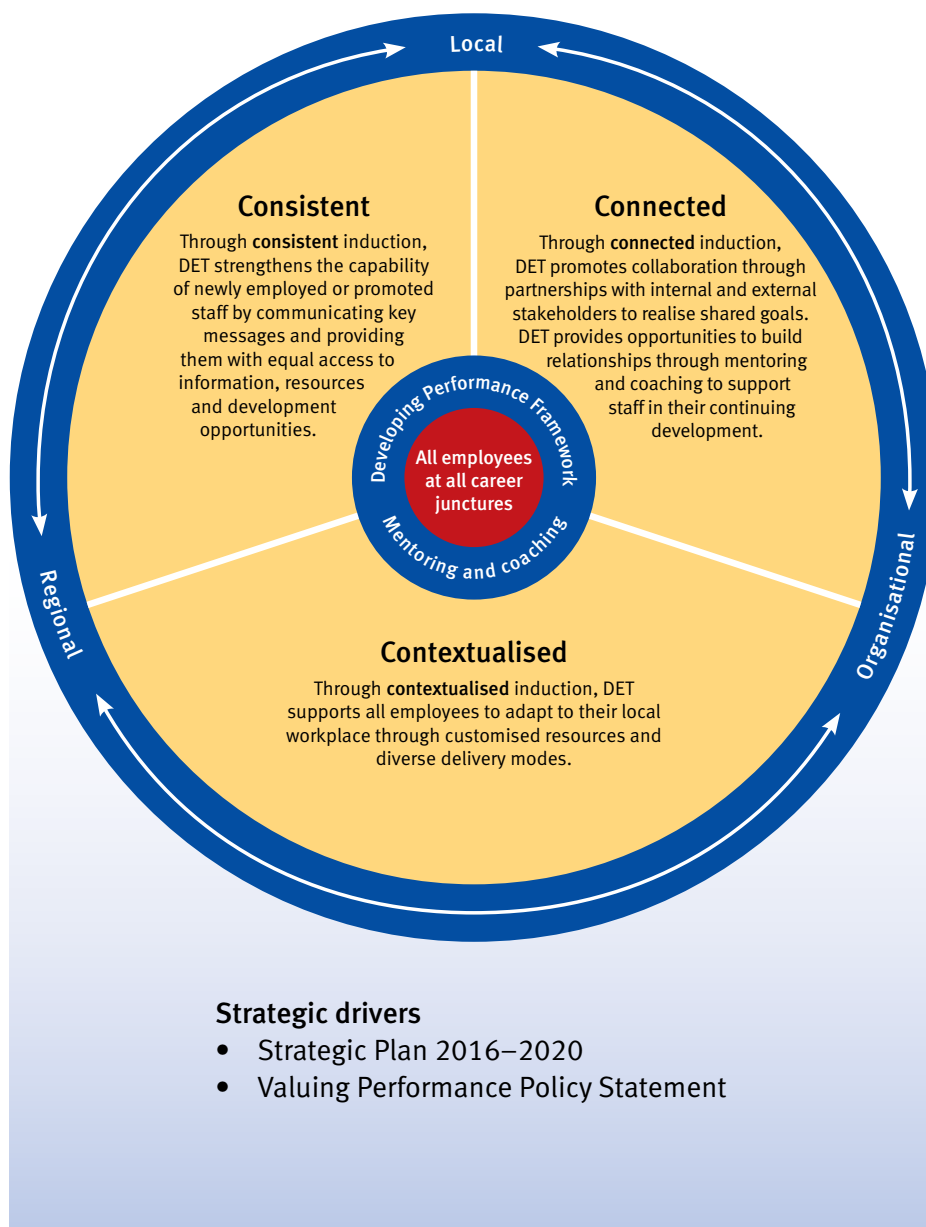 Local
Consistent
Through consistent induction,
DET strengthens the capability
of newly employed or promoted
staff by communicating key
messages and providing
them with equal access to
information, resources
and development
opportunities.
Connected
Through connected induction,
DET promotes collaboration through
partnerships with internal and external
stakeholders to realise shared goals.
DET provides opportunities to build
relationships through mentoring
and coaching to support
staff in their continuing
development.
Developing Performance Framework
All employees
at all career
junctures
Mentoring and coaching
Regional
Organisational
Contextualised
Through contextualised induction, DET
supports all employees to adapt to their local
workplace through customised resources and
diverse delivery modes.
Strategic drivers
• Strategic Plan 2016–2020
• Valuing Performance Policy Statement